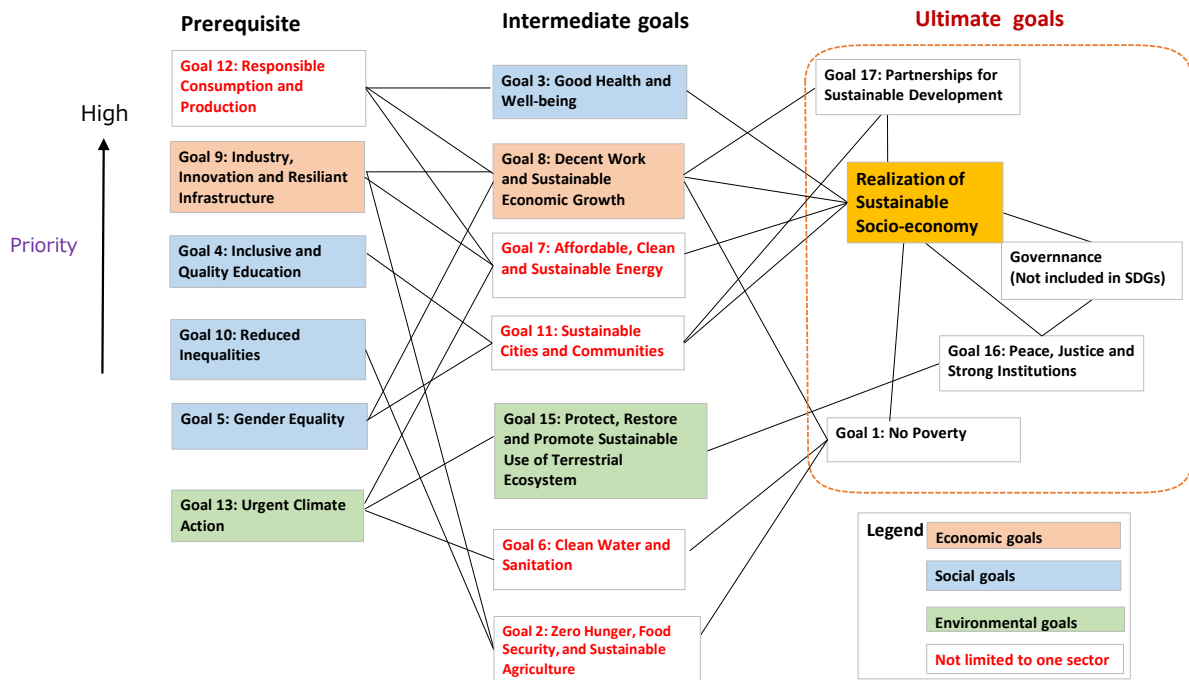 Prerequisite
Intermediate goals
Ultimate goals
High
Priority
Goal 12: Responsible
Consumption and
Production
Goal 9: Industry,
Innovation and Resiliant
Infrastructure
Goal 4: Inclusive and
Quality Education
Goal 10: Reduced
Inequalities
Goal 5: Gender Equality
Goal 13: Urgent Climate
Action
Goal 3: Good Health and
Well-being
Goal 8: Decent Work
and Sustainable
Economic Growth
Goal 7: Affordable, Clean
and Sustainable Energy
Goal 11: Sustainable
Cities and Communities
Goal 15: Protect, Restore
and Promote Sustainable
Use of Terrestrial
Ecosystem
Goal 6: Clean Water and
Sanitation
Goal 2: Zero Hunger, Food
Security, and Sustainable
Agriculture
Goal 17: Partnerships for
Sustainable Development
Realization of
Sustainable
Socio-economy
Governnance
(Not included in SDGs)
Goal 16: Peace, Justice and
Strong Institutions
Goal 1: No Poverty
Legend
Economic goals
Social goals
Environmental goals
Not limited to one sector